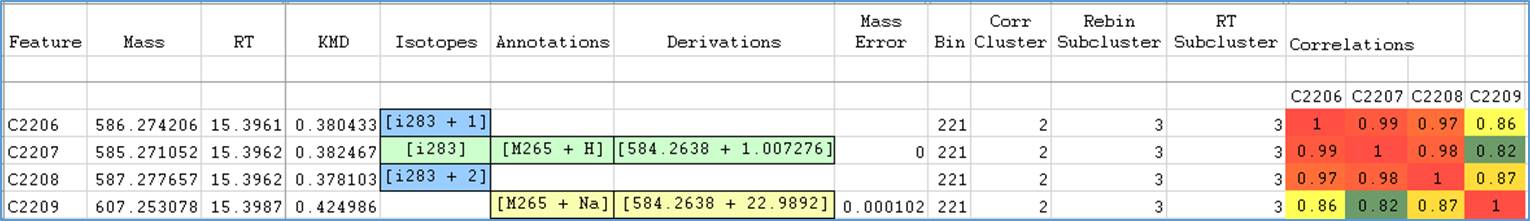 Mass Corr Rebin RT
Feature Mass RT KMD Isotopes Annotations Derivations Error Bin Cluster Subcluster Subcluster Correlations
C2206 C2207 C2208 C2209
C2206 586.274206 15.3961 0.380433 [i283 + 1] 221 2 3 3 1 0.99 0.97 0.86
C2207 585.271052 15.3962 0.382467 [i283] [M265 + H] [584.2638 + 1.007276] 0 221 2 3 3 0.99 1 0.98 0.82
C2208 587.277657 15.3962 0.378103 [i283 + 2] 221 2 3 3 0.97 0.98 1 0.87
C2209 607.253078 15.3987 0.424986 [M265 + Na] [584.2638 + 22.9892] 0.000102 221 2 3 3 0.86 0.82 0.87 1